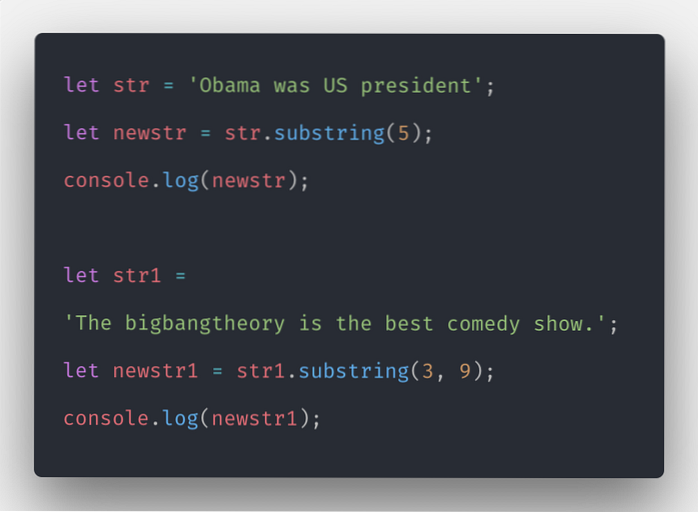 let str = 'Obama was US president';
let newstr = str.substring(5);
console.log(newstr);
let str1 =
'The bigbangtheory is the best comedy show.';
let newstr1 = str1.substring(3, 9);
console.log(newstr1);